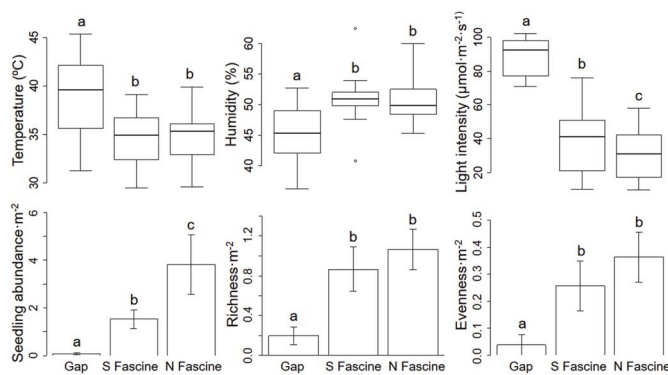 Temperature (ºC)
45
40
35
30
a
b
b
Humidity (%)
60
55
50
45
40
a
b
b
Light intensity (µmol·m⁻²·s⁻¹)
100
80
60
40
20
0
a
b
c
Seedling abundance·m⁻²
6
4
2
0
a
b
c
Gap
S Fascine
N Fascine
Richness·m⁻²
1.2
0.8
0.4
0
a
b
b
Gap
S Fascine
N Fascine
Evenness·m⁻²
0.5
0.4
0.3
0.2
0.1
0
a
b
b
Gap
S Fascine
N Fascine